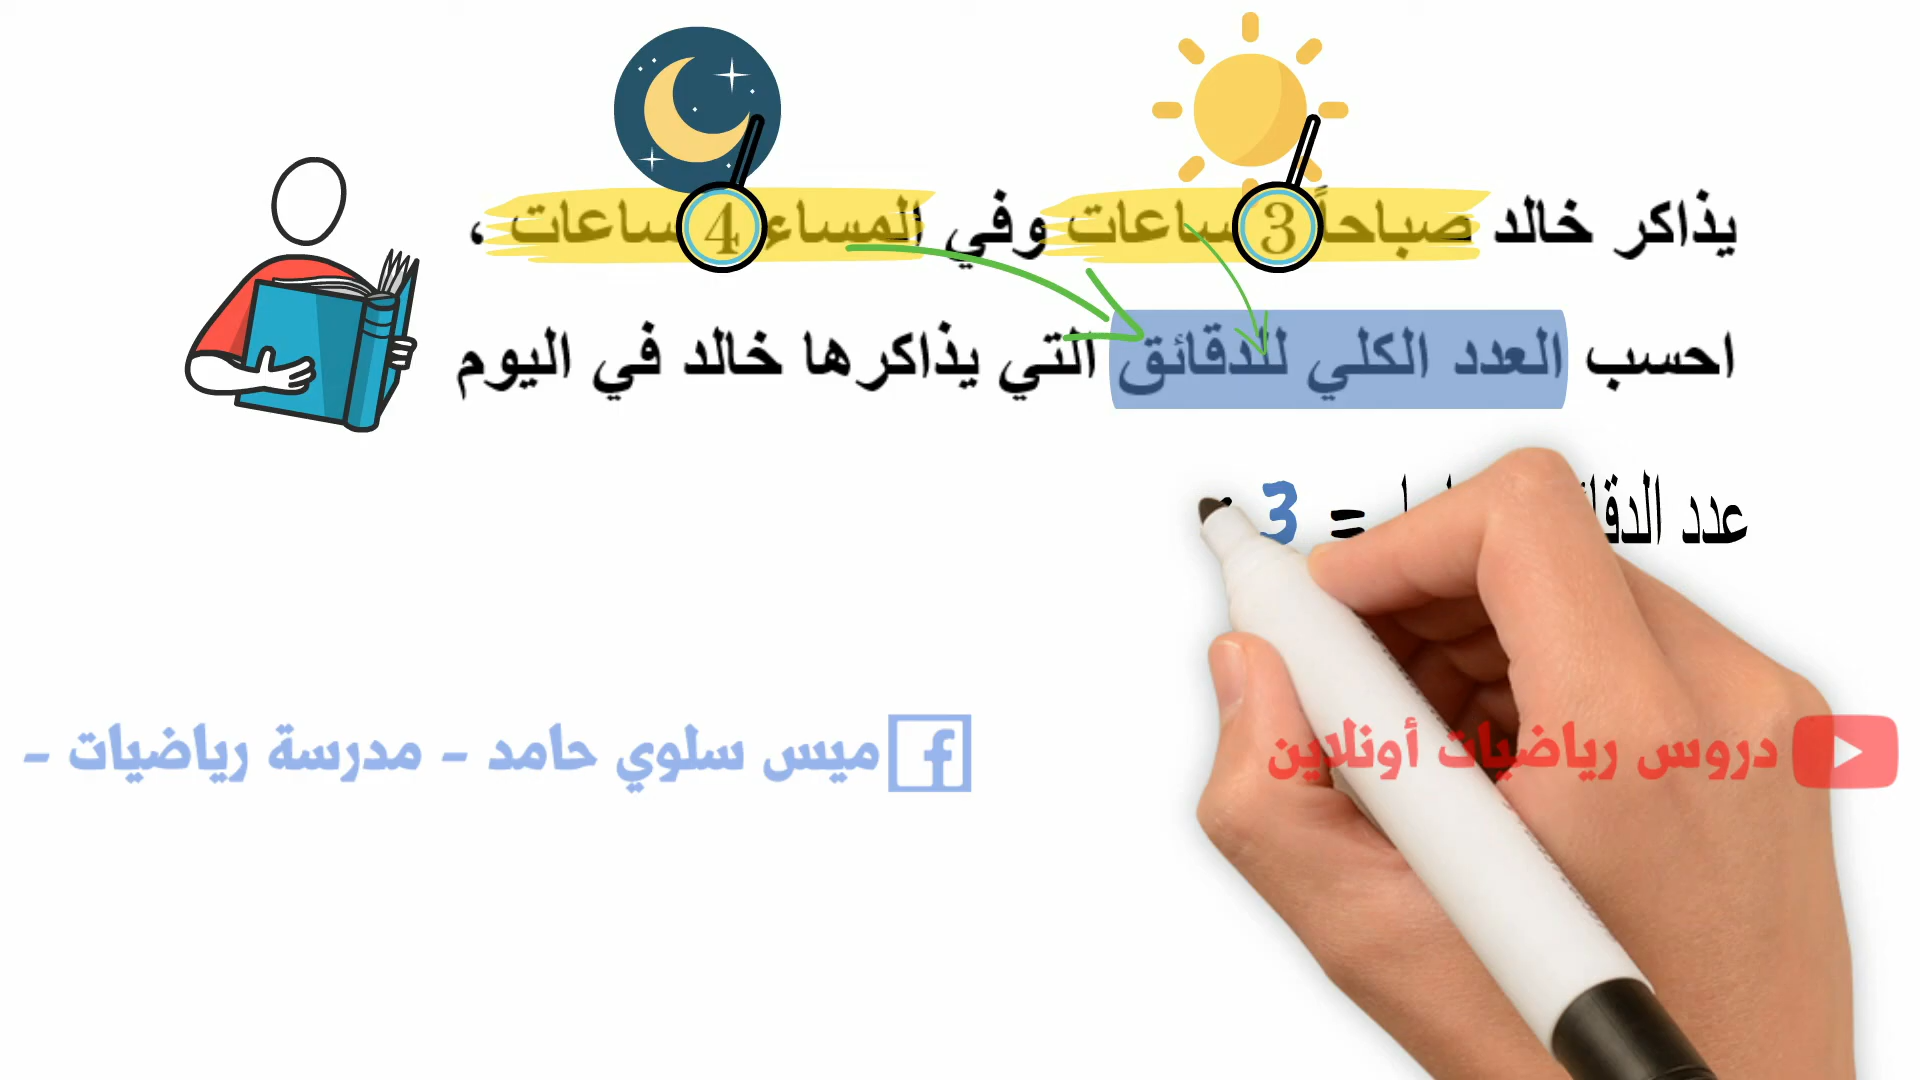 يذاكر خالد صباحاً 3 ساعات وفي المساء 4 ساعات ،
احسب العدد الكلي للدقائق التي يذاكرها خالد في اليوم
عدد = 3
دروس رياضيات أونلاين
ميس سلوي حامد - مدرسة رياضيات -